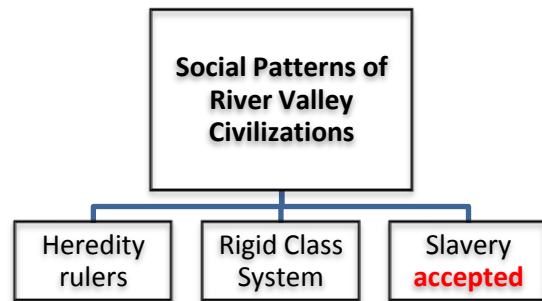 Social Patterns of
River Valley
Civilizations
Heredity
rulers
Rigid Class
System
Slavery
accepted